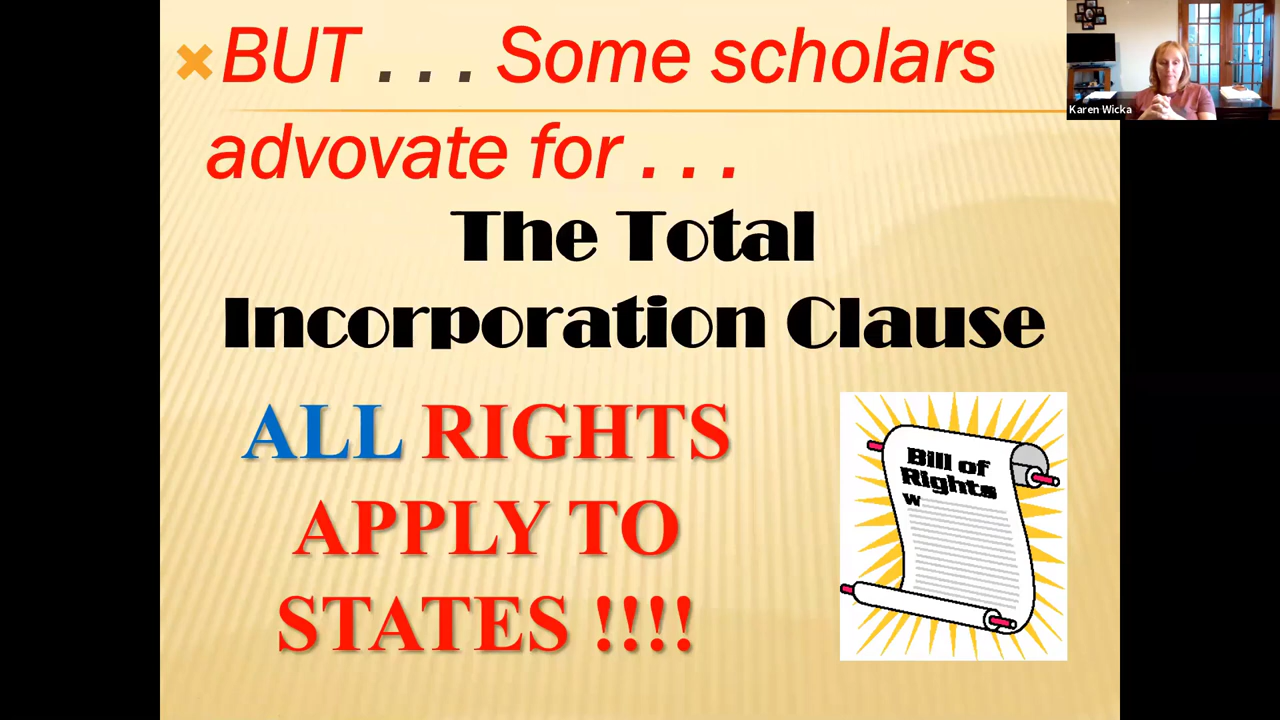 BUT . . . Some scholars
advovate for . . .
The Total
Incorporation Clause
ALL RIGHTS
APPLY TO
STATES !!!!
Bill of
Rights
W
Karen Wicka